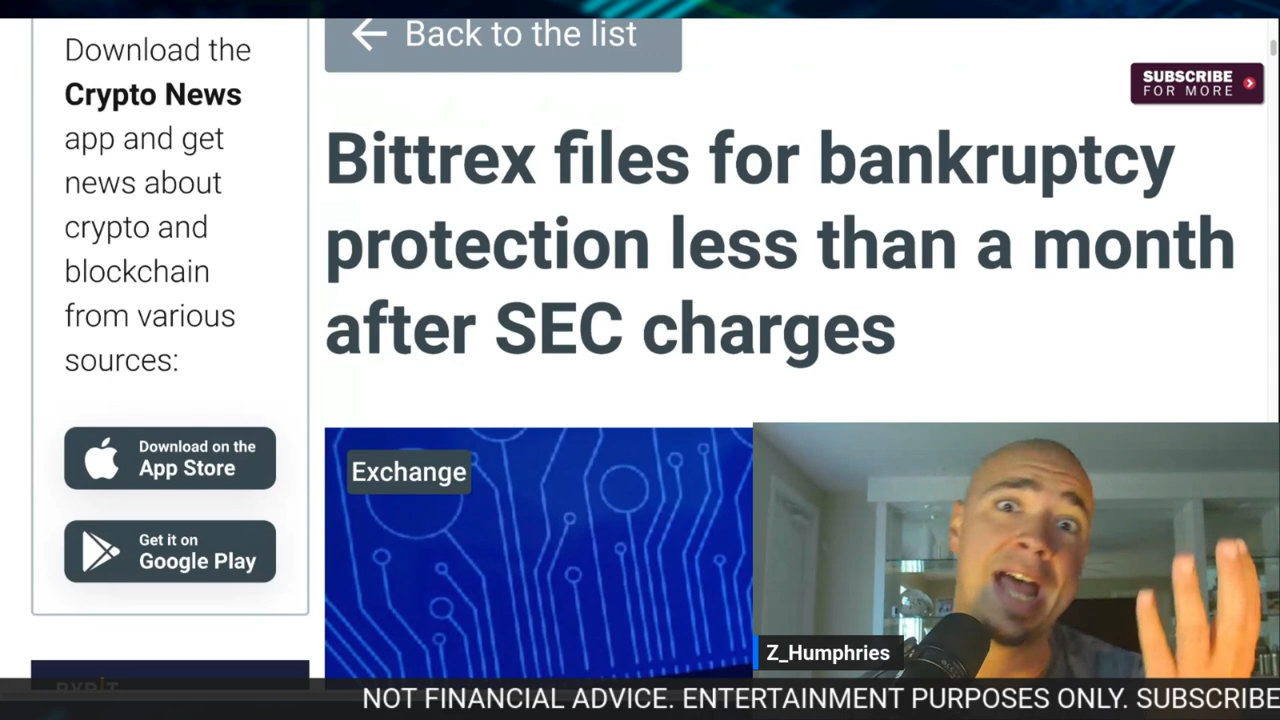 Download the
Crypto News
app and get
news about
crypto and
blockchain
from various
sources:
Download on the
App Store
Get it on
Google Play
BYBIT
Back to the list
SUBSCRIBE
FOR MORE
Bittrex files for bankruptcy
protection less than a month
after SEC charges
Exchange
Z_Humphries
NOT FINANCIAL ADVICE. ENTERTAINMENT PURPOSES ONLY. SUBSCRIBE